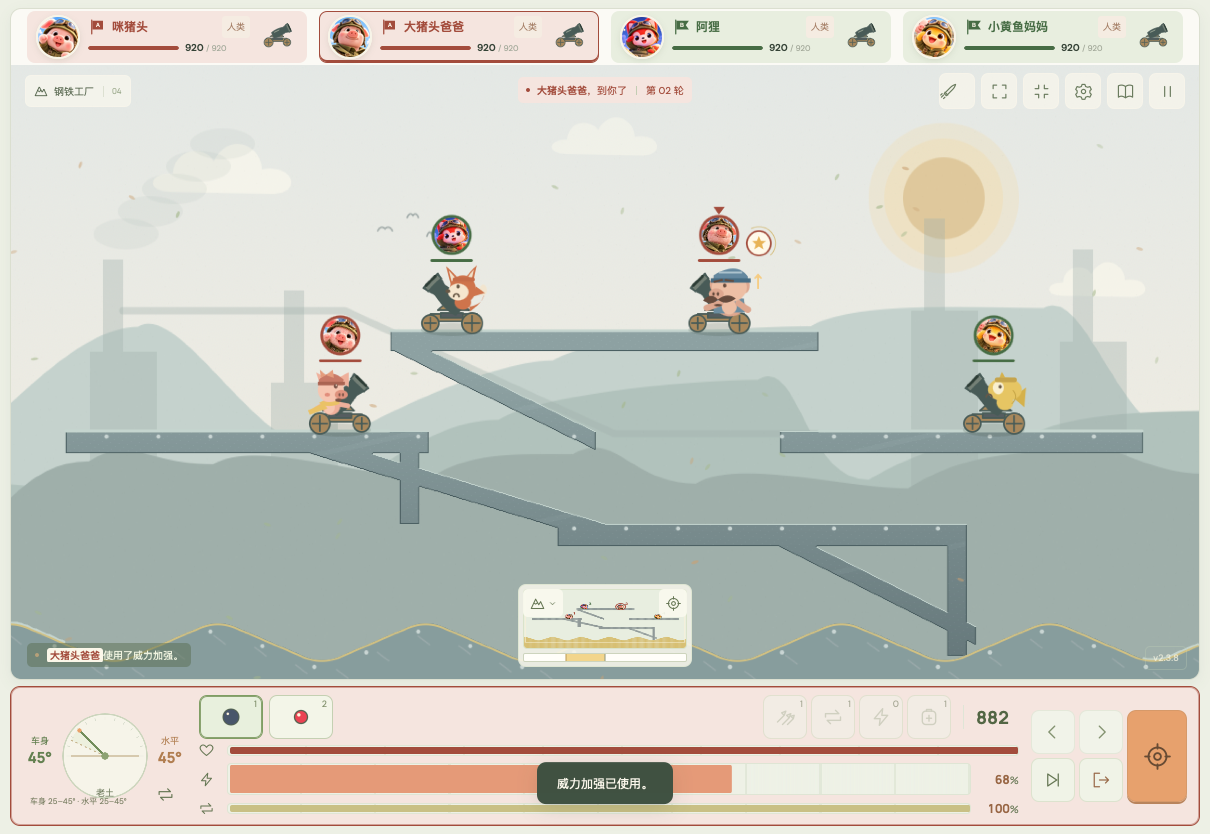 咪猪头 人类
920 / 920
大猪头爸爸 人类
920 / 920
阿狸 人类
920 / 920
小黄鱼妈妈 人类
920 / 920
钢铁工厂 04
大猪头爸爸，到你了 第 02 轮
大猪头爸爸使用了威力加强。
v2.3.8
车身
45°
水平
45°
老土
车身 25–45° · 水平 25–45°
1
2
1
1
0
1
882
68%
威力加强已使用。
100%